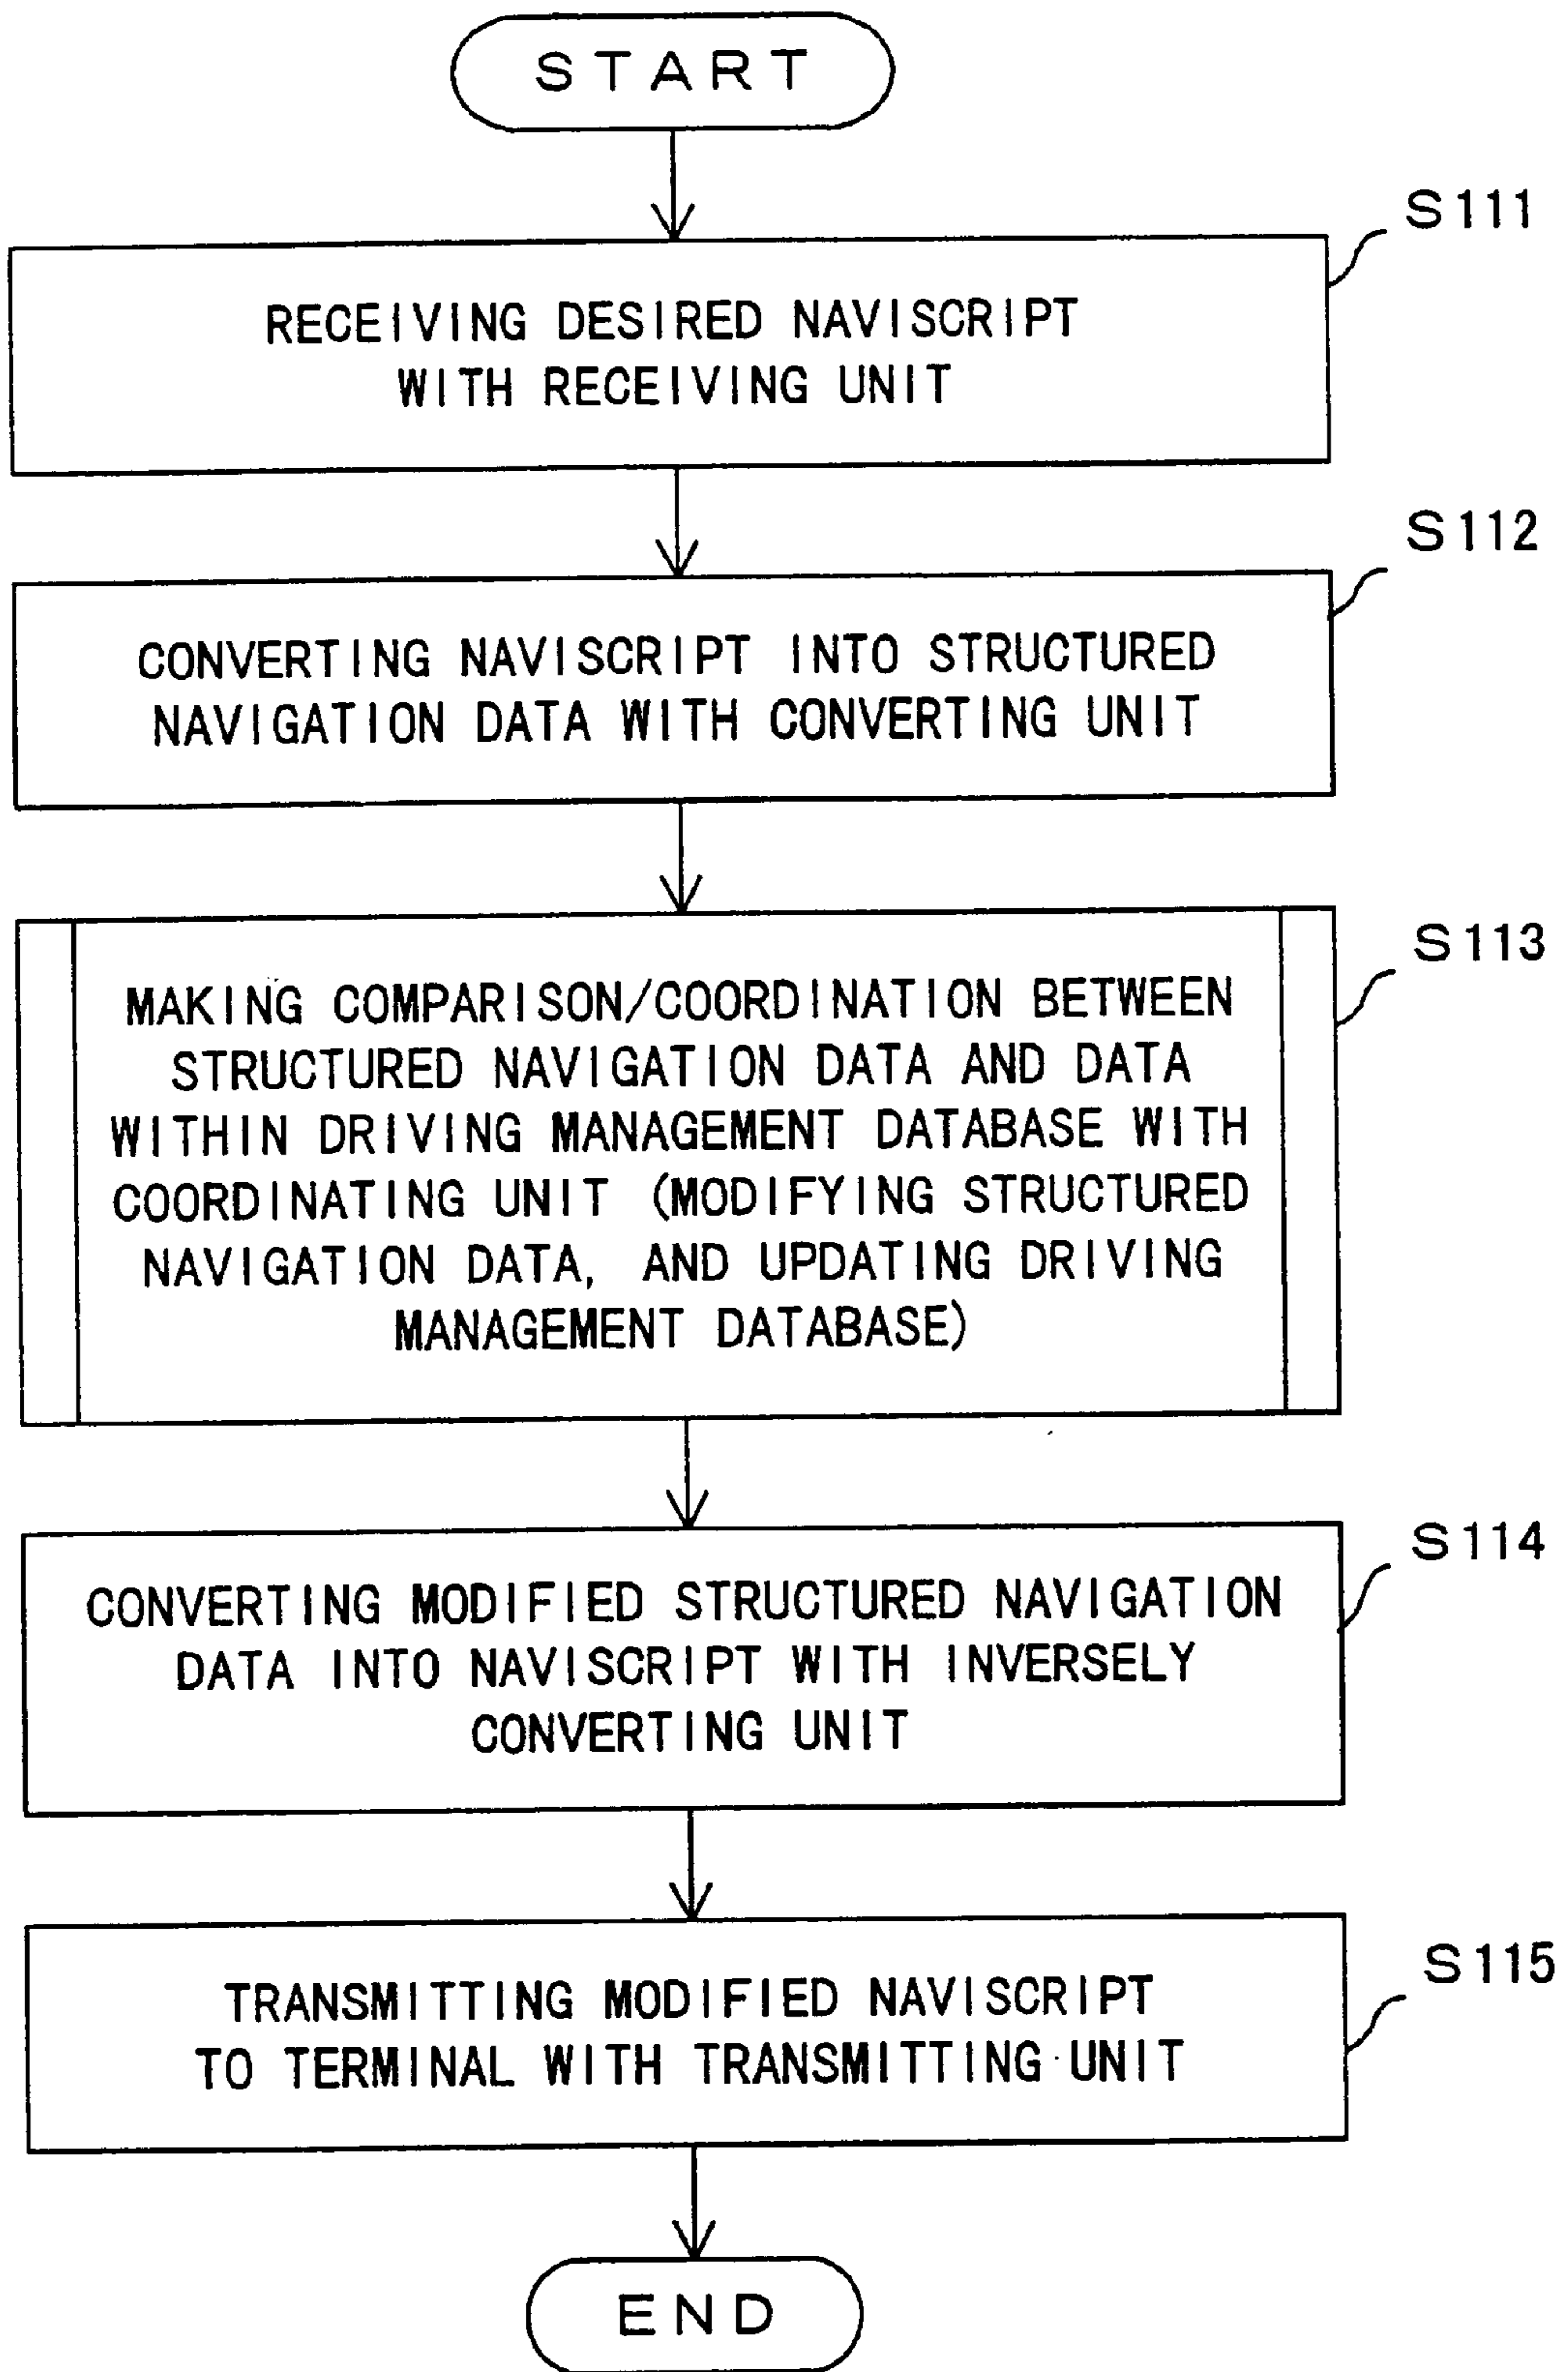 START
S111
RECEIVING DESIRED NAVISCRIPT
WITH RECEIVING UNIT
S112
CONVERTING NAVISCRIPT INTO STRUCTURED
NAVIGATION DATA WITH CONVERTING UNIT
S113
MAKING COMPARISON/COORDINATION BETWEEN
STRUCTURED NAVIGATION DATA AND DATA
WITHIN DRIVING MANAGEMENT DATABASE WITH
COORDINATING UNIT (MODIFYING STRUCTURED
NAVIGATION DATA, AND UPDATING DRIVING
MANAGEMENT DATABASE)
S114
CONVERTING MODIFIED STRUCTURED NAVIGATION
DATA INTO NAVISCRIPT WITH INVERSELY
CONVERTING UNIT
S115
TRANSMITTING MODIFIED NAVISCRIPT
TO TERMINAL WITH TRANSMITTING UNIT
END